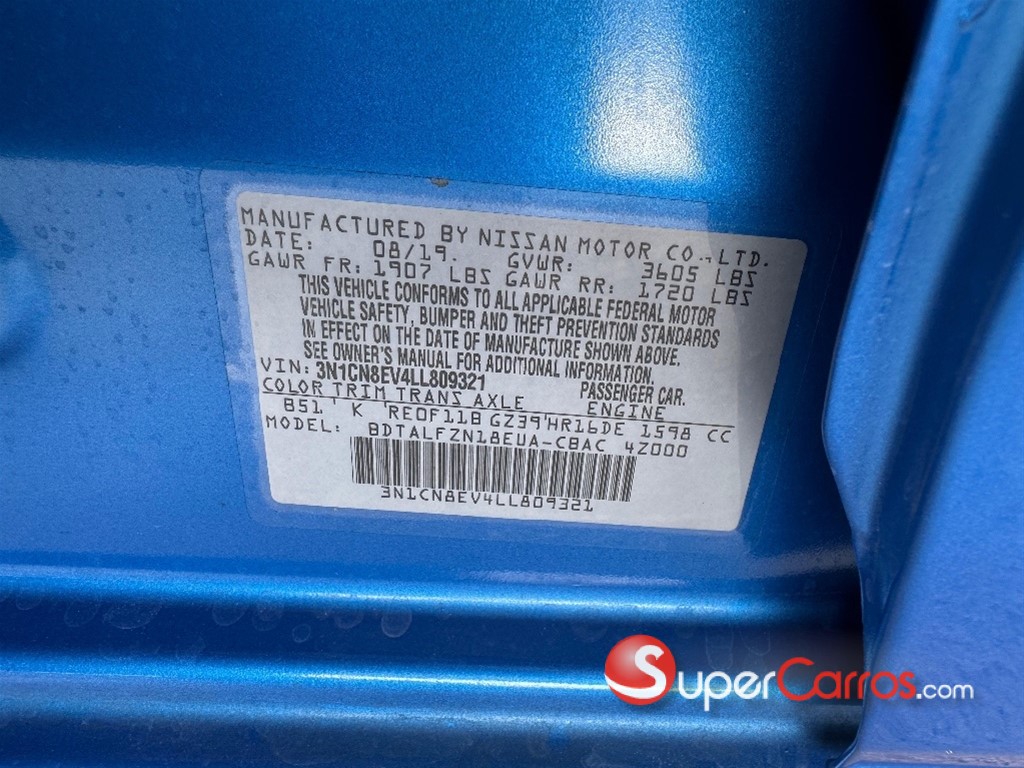 MANUFACTURED BY NISSAN MOTOR CO., LTD.
DATE: 08/19. GVWR: 3605 LBS
GAWR FR: 1907 LBS GAWR RR: 1720 LBS
THIS VEHICLE CONFORMS TO ALL APPLICABLE FEDERAL MOTOR
VEHICLE SAFETY, BUMPER AND THEFT PREVENTION STANDARDS
IN EFFECT ON THE DATE OF MANUFACTURE SHOWN ABOVE.
SEE OWNER'S MANUAL FOR ADDITIONAL INFORMATION.
VIN: 3N1CN8EV4LL809321 PASSENGER CAR.
COLOR TRIM TRANS AXLE ENGINE
B51 K RE0F11B GZ39 HR16DE 1598 CC
MODEL: BDTALFZN18EUA-CBAC 4Z000
3N1CN8EV4LL809321
SUPERCARROS.com